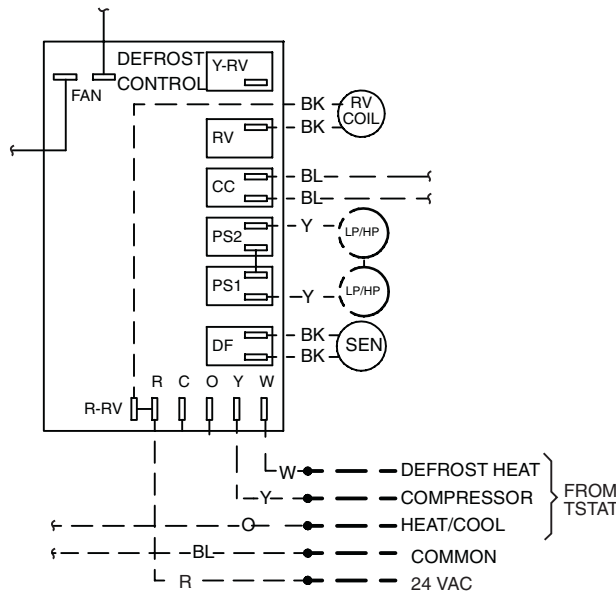 DEFROST
CONTROL
Y-RV
FAN
BK
RV
COIL
RV
BK
CC
BL
BL
PS2
Y
LP/HP
PS1
Y
LP/HP
DF
BK
BK
SEN
R C O Y W
R-RV
W
DEFROST HEAT
Y
COMPRESSOR
FROM
TSTAT
O
HEAT/COOL
BL
COMMON
R
24 VAC